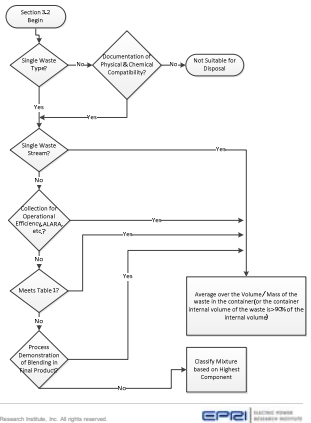 Section 3.2
Begin
Single Waste
Type?
No
Documentation of
Physical & Chemical
Compatibility?
No
Not Suitable for
Disposal
Yes
Yes
Single Waste
Stream?
Yes
No
Collection for
Operational
Efficiency, ALARA,
etc.?
Yes
No
Yes
Meets Table 1?
Yes
No
Average over the Volume/ Mass of the
waste in the container (or the container
internal volume of the waste is >90% of the
internal volume)
Process
Demonstration
of Blending in
Final Product?
No
Classify Mixture
based on Highest
Component
Research Institute, Inc. All rights reserved.
EPRI
ELECTRIC POWER
RESEARCH INSTITUTE